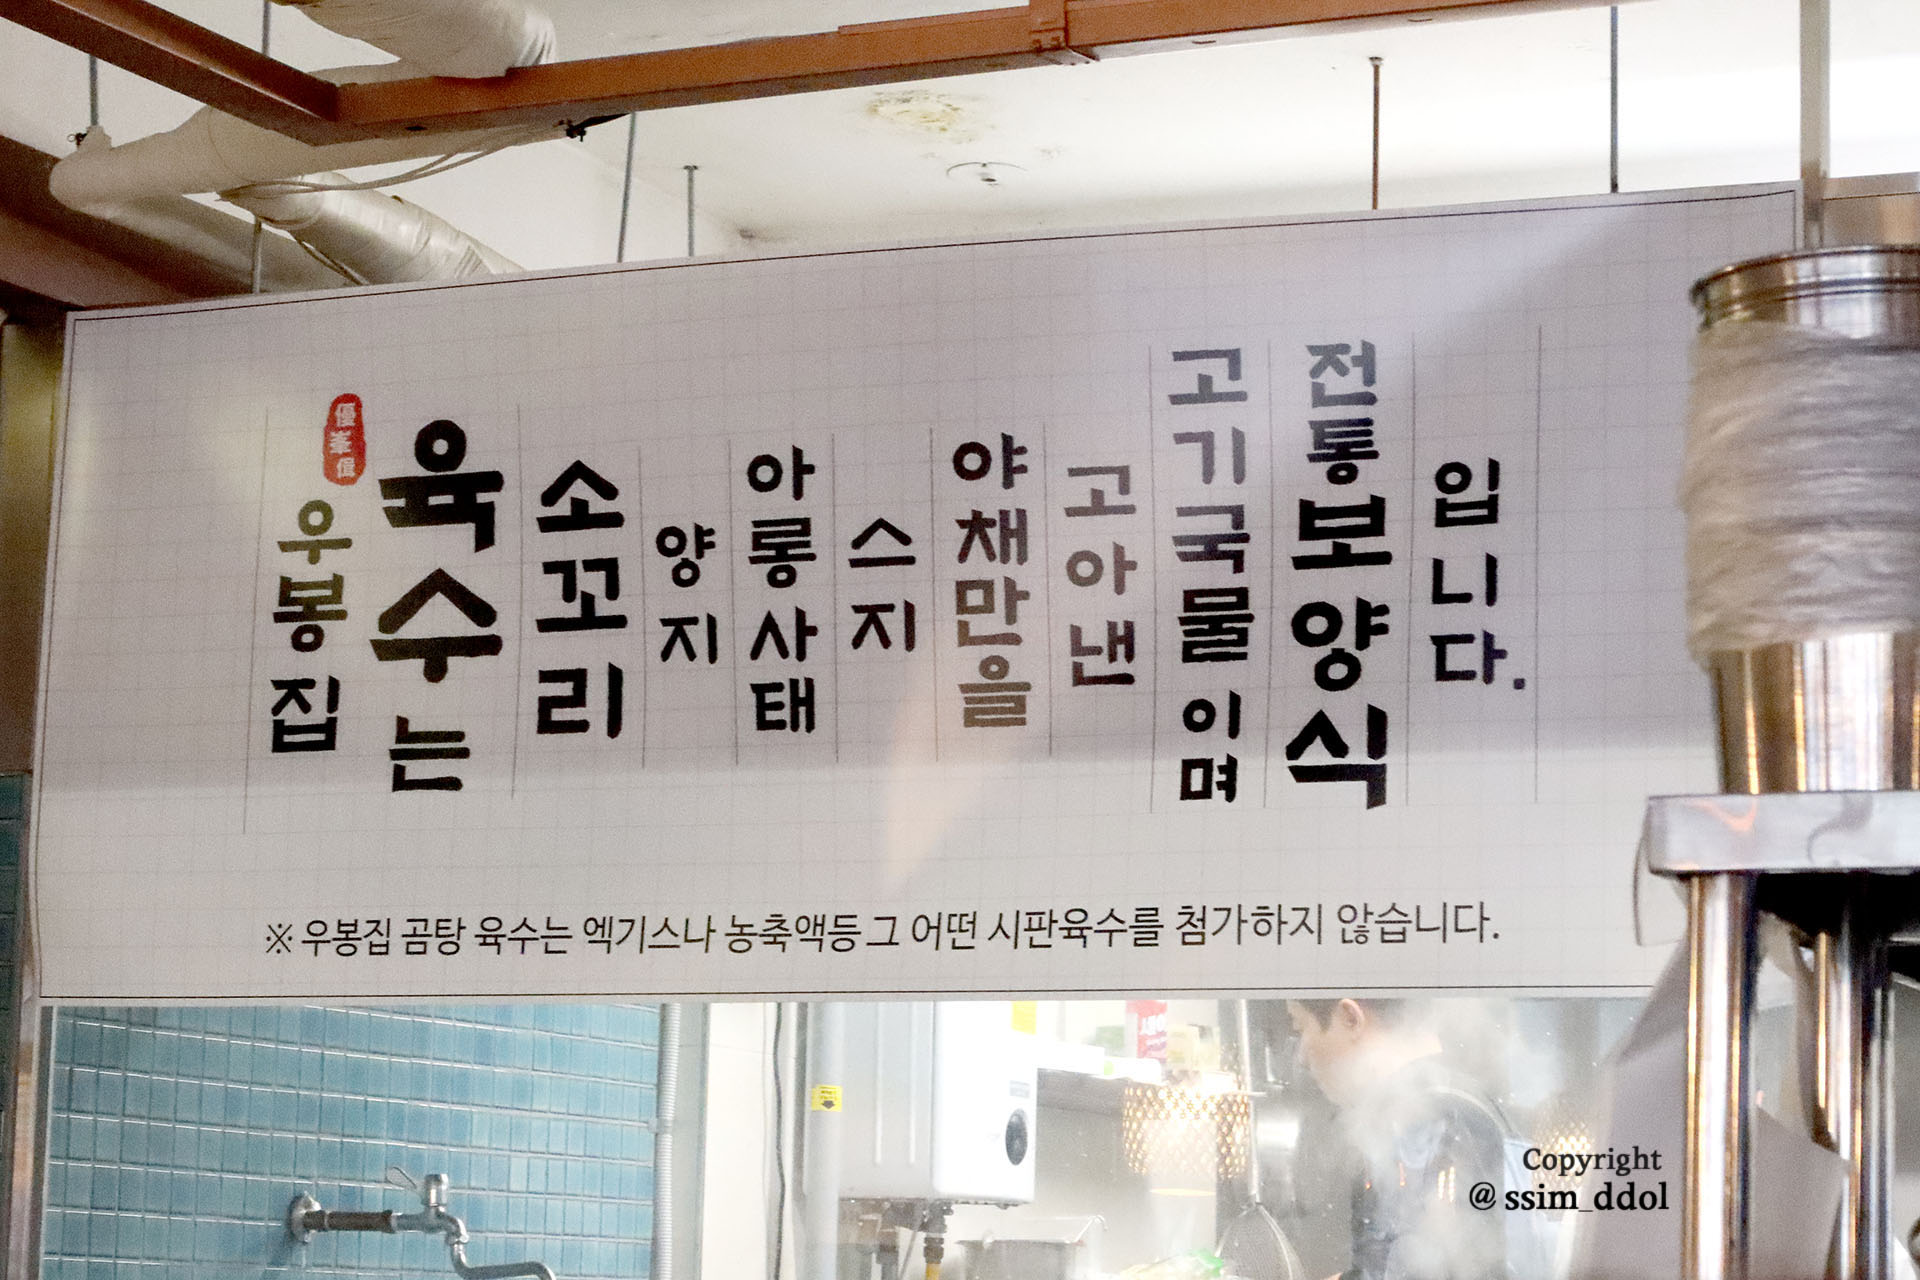 우봉집
육수는
소꼬리
양지
아롱사태
스지
야채만을
고아낸
고기국물이며
전통보양식
입니다.
※ 우봉집 곰탕 육수는 엑기스나 농축액등 그 어떤 시판육수를 첨가하지 않습니다.
Copyright
@ ssim_ddol